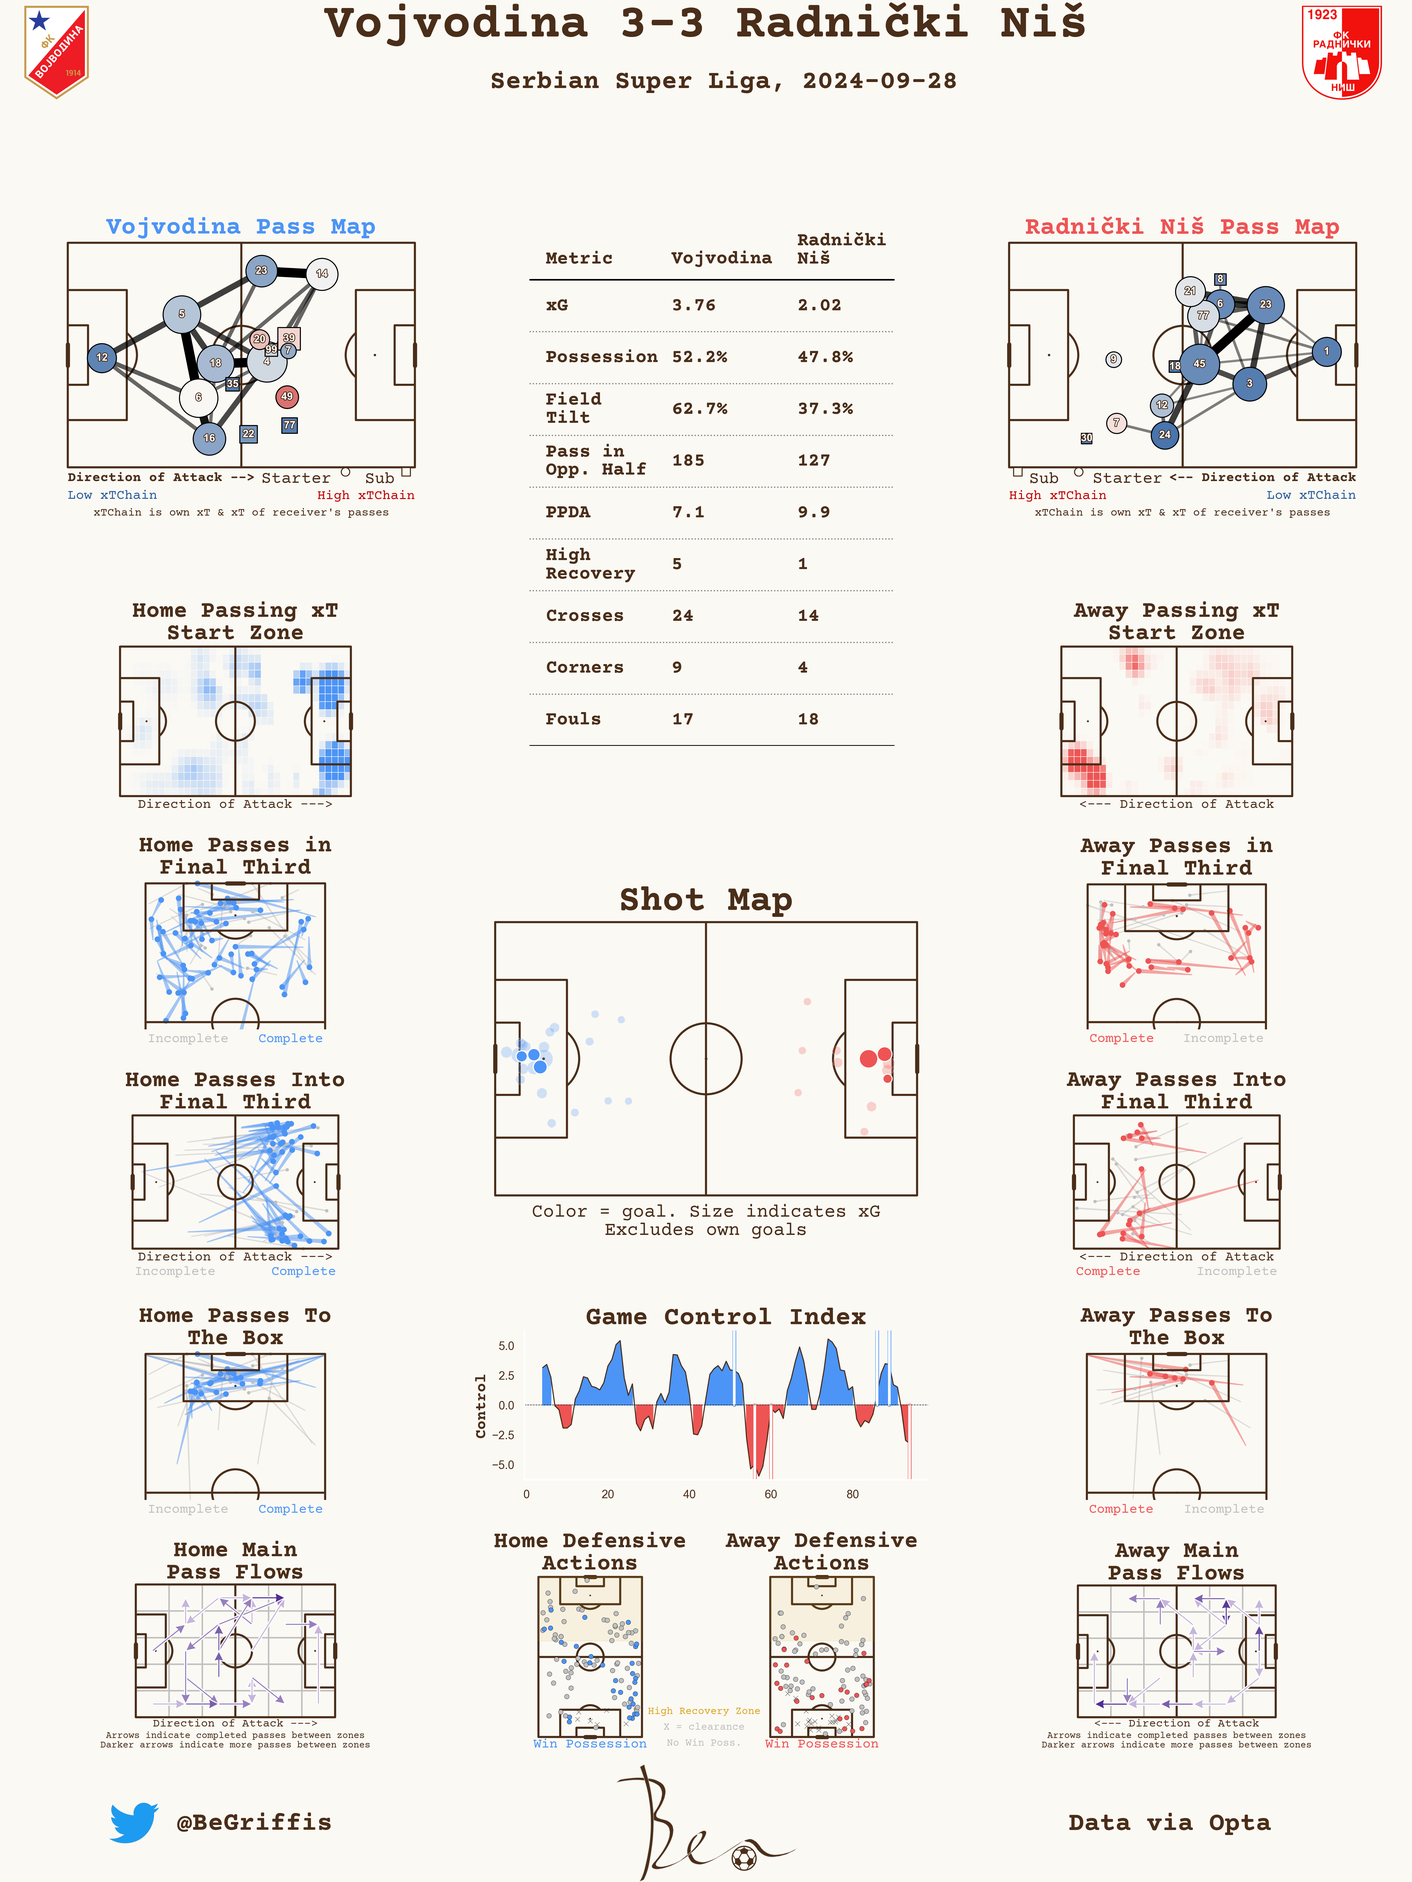 Vojvodina 3-3 Radnički Niš
Serbian Super Liga, 2024-09-28
ФК
ВОЈВОДИНА
1914
1923
ФК
РАДНИЧКИ
НИШ
Vojvodina Pass Map
23
14
5
20
39
99
7
12
18
4
35
6
49
16
22
77
Direction of Attack --> Starter Sub
Low xTChain High xTChain
xTChain is own xT & xT of receiver's passes
Metric Vojvodina Radnički Niš
xG 3.76 2.02
Possession 52.2% 47.8%
Field Tilt 62.7% 37.3%
Pass in Opp. Half 185 127
PPDA 7.1 9.9
High Recovery 5 1
Crosses 24 14
Corners 9 4
Fouls 17 18
Radnički Niš Pass Map
8
21
6
23
77
9
18
45
1
3
12
7
24
30
Sub Starter <-- Direction of Attack
High xTChain Low xTChain
xTChain is own xT & xT of receiver's passes
Home Passing xT
Start Zone
Direction of Attack --->
Away Passing xT
Start Zone
<--- Direction of Attack
Home Passes in
Final Third
Incomplete Complete
Away Passes in
Final Third
Complete Incomplete
Shot Map
Color = goal. Size indicates xG
Excludes own goals
Home Passes Into
Final Third
Direction of Attack --->
Incomplete Complete
Away Passes Into
Final Third
<--- Direction of Attack
Complete Incomplete
Home Passes To
The Box
Incomplete Complete
Game Control Index
Control
5.0
2.5
0.0
−2.5
−5.0
0 20 40 60 80
Away Passes To
The Box
Complete Incomplete
Home Main
Pass Flows
Direction of Attack --->
Arrows indicate completed passes between zones
Darker arrows indicate more passes between zones
Home Defensive
Actions
Win Possession
High Recovery Zone
X = clearance
No Win Poss.
Away Defensive
Actions
Win Possession
Away Main
Pass Flows
<--- Direction of Attack
Arrows indicate completed passes between zones
Darker arrows indicate more passes between zones
@BeGriffis
Ben
Data via Opta